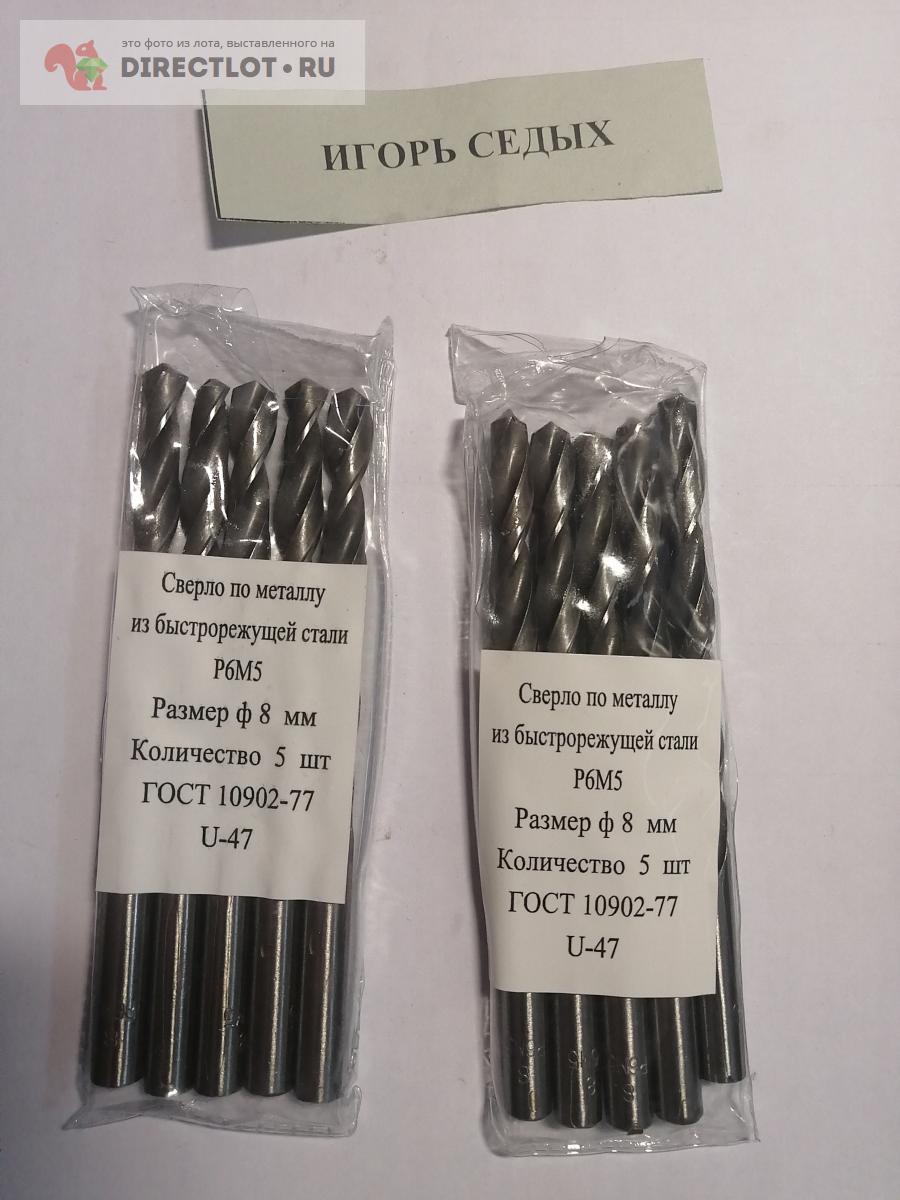 это фото из лота, выставленного на
DIRECTLOT.RU
ИГОРЬ СЕДЫХ
Сверло по металлу
из быстрорежущей стали
Р6М5
Размер ф 8 мм
Количество 5 шт
ГОСТ 10902-77
U-47
Сверло по металлу
из быстрорежущей стали
Р6М5
Размер ф 8 мм
Количество 5 шт
ГОСТ 10902-77
U-47